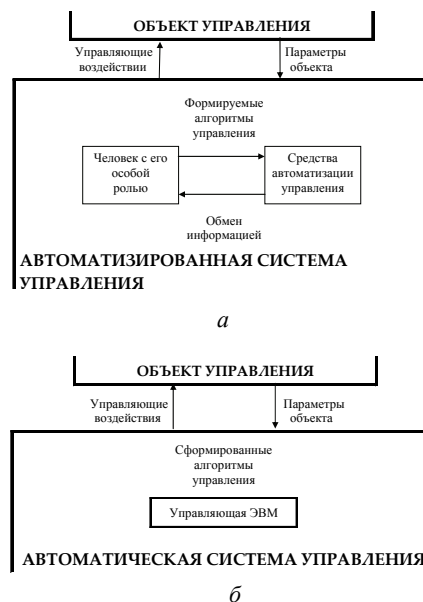 ОБЪЕКТ УПРАВЛЕНИЯ
Управляющие
воздействии
Параметры
объекта
Формируемые
алгоритмы
управления
Человек с его
особой
ролью
Средства
автоматизации
управления
Обмен
информацией
АВТОМАТИЗИРОВАННАЯ СИСТЕМА
УПРАВЛЕНИЯ
а
ОБЪЕКТ УПРАВЛЕНИЯ
Управляющие
воздействия
Параметры
объекта
Сформированные
алгоритмы
управления
Управляющая ЭВМ
АВТОМАТИЧЕСКАЯ СИСТЕМА УПРАВЛЕНИЯ
б